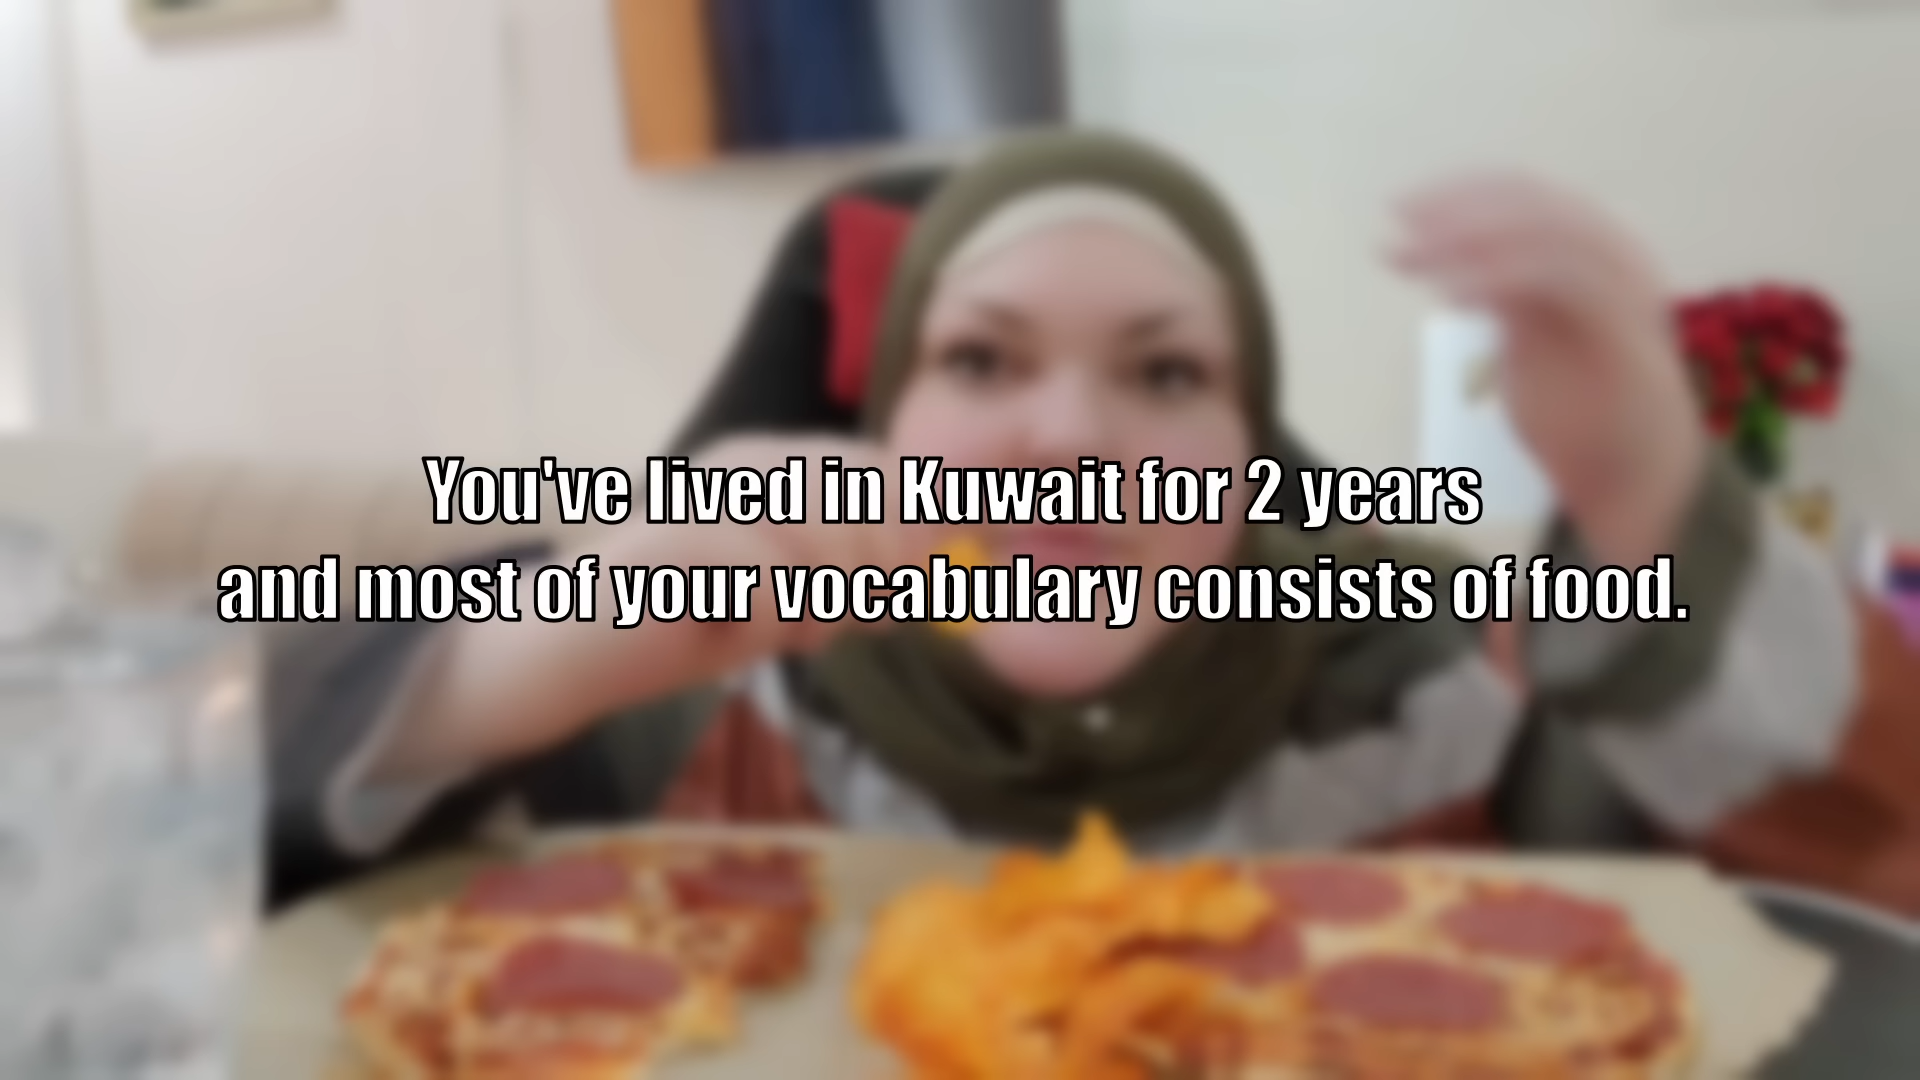 You've lived in Kuwait for 2 years
and most of your vocabulary consists of food.